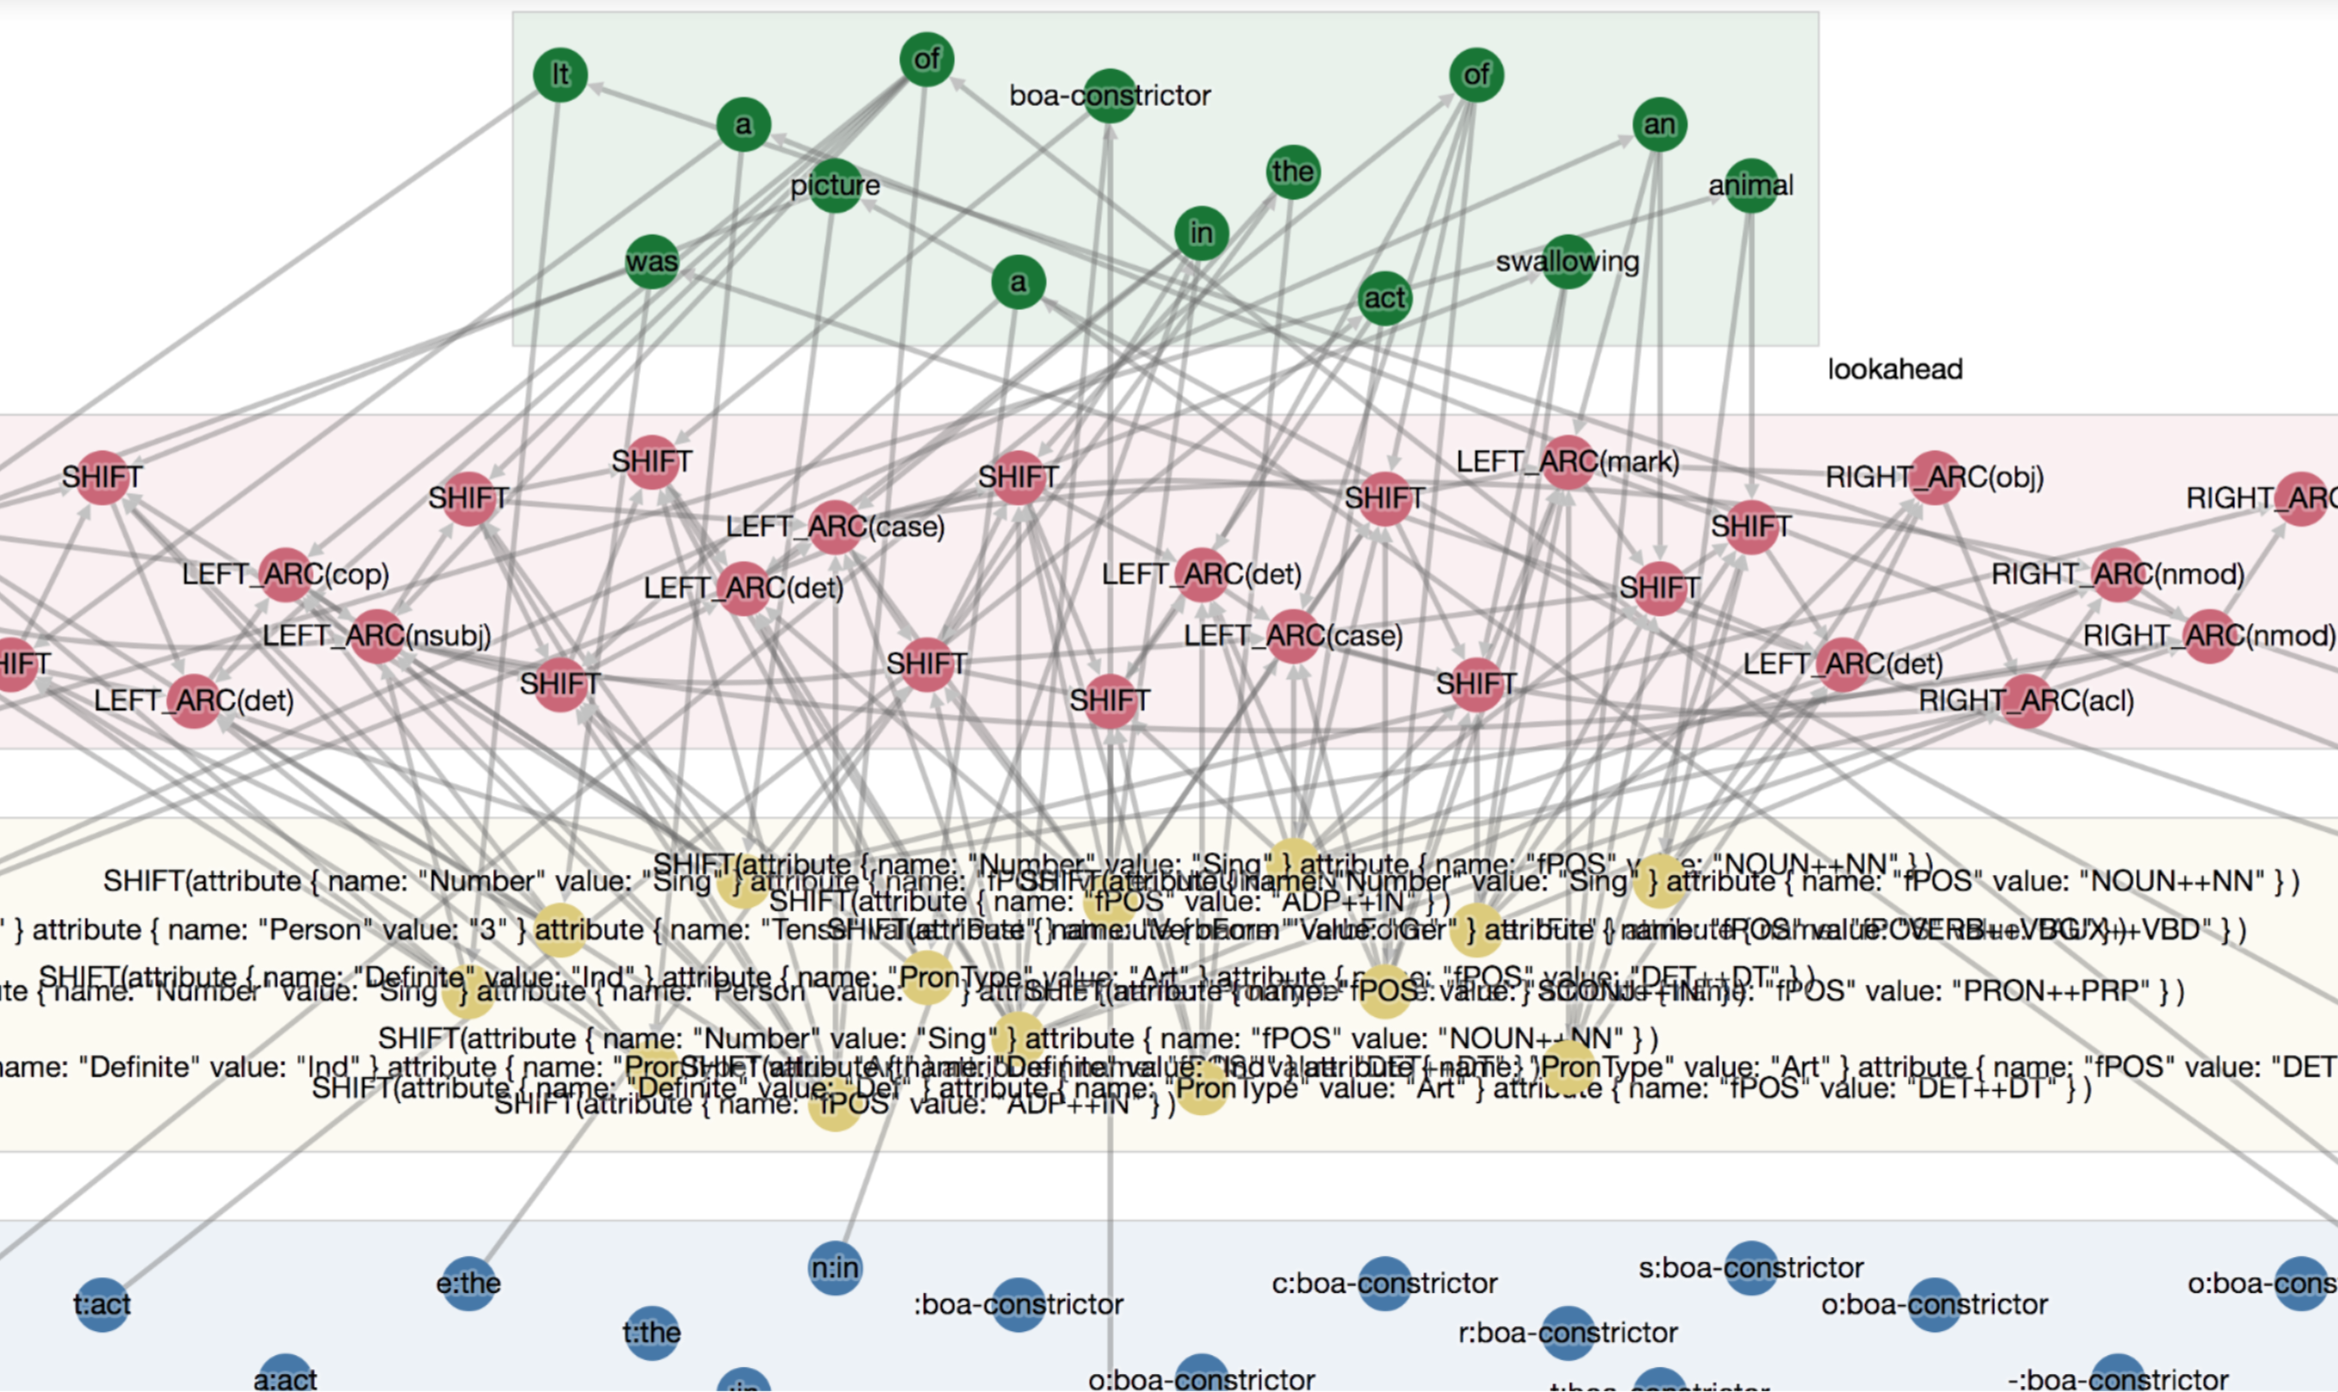 It
of
boa-constrictor
of
a
an
the
picture
animal
in
was
swallowing
a
act
lookahead
SHIFT
SHIFT
SHIFT
SHIFT
SHIFT
LEFT_ARC(mark)
RIGHT_ARC(obj)
RIGHT_ARC
LEFT_ARC(case)
SHIFT
LEFT_ARC(cop)
LEFT_ARC(det)
LEFT_ARC(det)
SHIFT
RIGHT_ARC(nmod)
LEFT_ARC(nsubj)
LEFT_ARC(case)
RIGHT_ARC(nmod)
HIFT
SHIFT
SHIFT
SHIFT
LEFT_ARC(det)
LEFT_ARC(det)
SHIFT
RIGHT_ARC(acl)
SHIFT(attribute { name: "Number" value: "Sing" } attribute { name: "fPOS" value: "NOUN++NN" } )
SHIFT(attribute { name: "Number" value: "Sing" } attribute { name: "fPOS"
SHIFT(attribute { name: "Number" value: "Sing" } attribute { name: "fPOS" value: "NOUN++NN" } )
SHIFT(attribute { name: "fPOS" value: "ADP++IN" } )
" } attribute { name: "Person" value: "3" } attribute { name: "Tense"
VBD" } )
SHIFT(attribute { name: "Definite" value: "Ind" } attribute { name: "PronType" value: "Art" } attribute { name: "fPOS" value: "DET++DT" } )
ute { name: "Number" value: "Sing" } attribute { name: "Person" value:
name: "fPOS" value: "PRON++PRP" } )
SHIFT(attribute { name: "Number" value: "Sing" } attribute { name: "fPOS" value: "NOUN++NN" } )
name: "Definite" value: "Ind" } attribute { name: "PronType"
PronType" value: "Art" } attribute { name: "fPOS" value: "DET
SHIFT(attribute { name: "Definite" value: "Def" } attribute { name: "PronType" value: "Art" } attribute { name: "fPOS" value: "DET++DT" } )
SHIFT(attribute { name: "fPOS" value: "ADP++IN" } )
n:in
s:boa-constrictor
e:the
c:boa-constrictor
o:boa-cons
t:act
:boa-constrictor
o:boa-constrictor
t:the
r:boa-constrictor
a:act
o:boa-constrictor
-:boa-constrictor